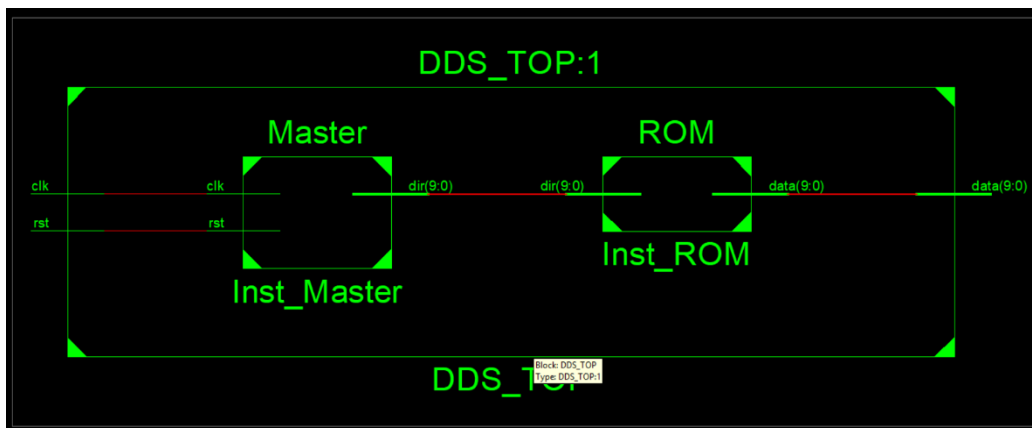 DDS_TOP:1
Master
ROM
clk
clk
dir(9:0)
dir(9:0)
data(9:0)
data(9:0)
rst
rst
Inst_ROM
Inst_Master
Block: DDS_TOP
Type: DDS_TOP:1
DDS_TOP